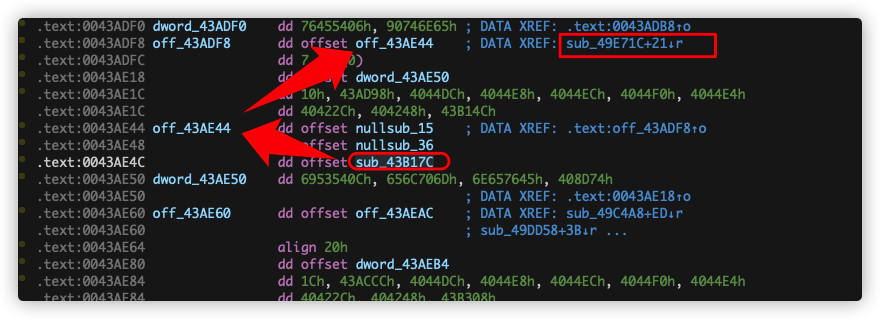 .text:0043ADF0 dword_43ADF0 dd 76455406h, 90746E65h ; DATA XREF: .text:0043ADB8↑o
.text:0043ADF8 off_43ADF8 dd offset off_43AE44 ; DATA XREF: sub_49E71C+21↓r
.text:0043ADFC dd 7 0)
.text:0043AE18 dd set dword_43AE50
.text:0043AE1C dd 10h, 43AD98h, 4044DCh, 4044E8h, 4044ECh, 4044F0h, 4044E4h
.text:0043AE1C dd 40422Ch, 404248h, 43B14Ch
.text:0043AE44 off_43AE44 dd offset nullsub_15 ; DATA XREF: .text:off_43ADF8↑o
.text:0043AE48 offset nullsub_36
.text:0043AE4C dd offset sub_43B17C
.text:0043AE50 dword_43AE50 dd 6953540Ch, 656C706Dh, 6E657645h, 408D74h
.text:0043AE50 ; DATA XREF: .text:0043AE18↑o
.text:0043AE60 off_43AE60 dd offset off_43AEAC ; DATA XREF: sub_49C4A8+ED↓r
.text:0043AE60 ; sub_49DD58+3B↓r ...
.text:0043AE64 align 20h
.text:0043AE80 dd offset dword_43AEB4
.text:0043AE84 dd 1Ch, 43ACCCh, 4044DCh, 4044E8h, 4044ECh, 4044F0h, 4044E4h
.text:0043AE84 dd 40422Ch, 404248h, 43B308h